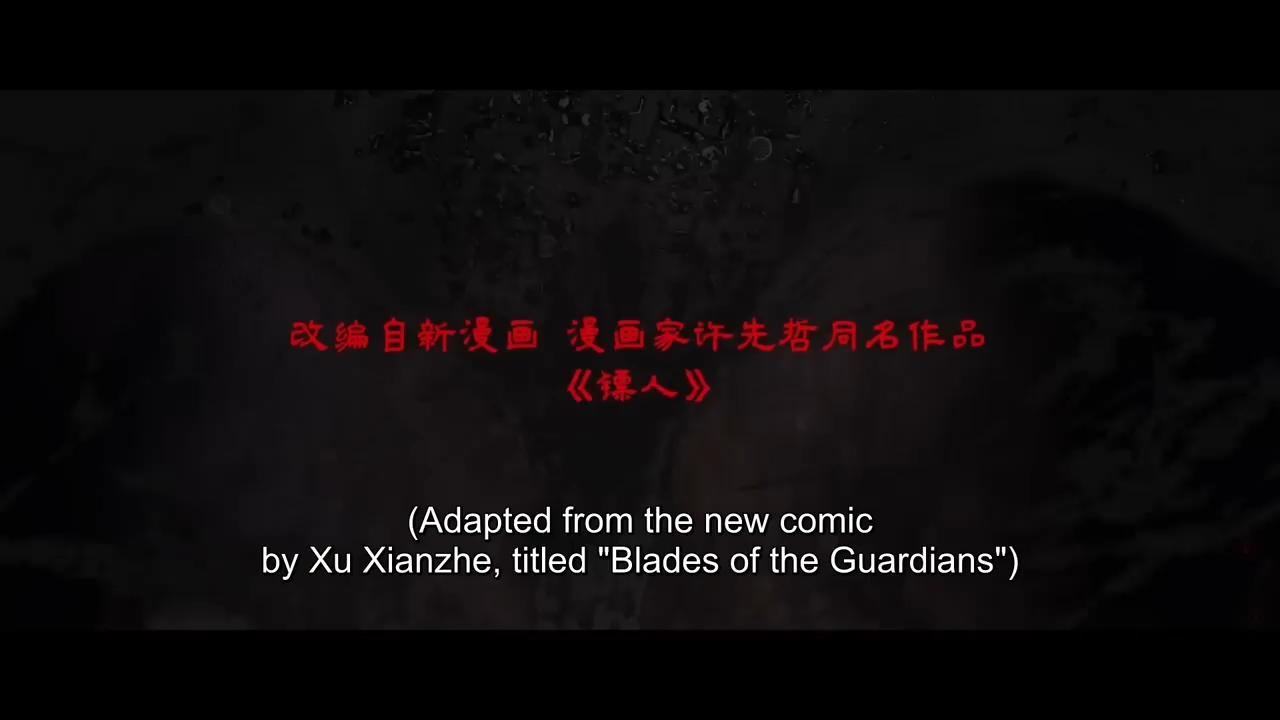 改编自新漫画 漫画家许先哲同名作品
《镖人》
(Adapted from the new comic
by Xu Xianzhe, titled "Blades of the Guardians")